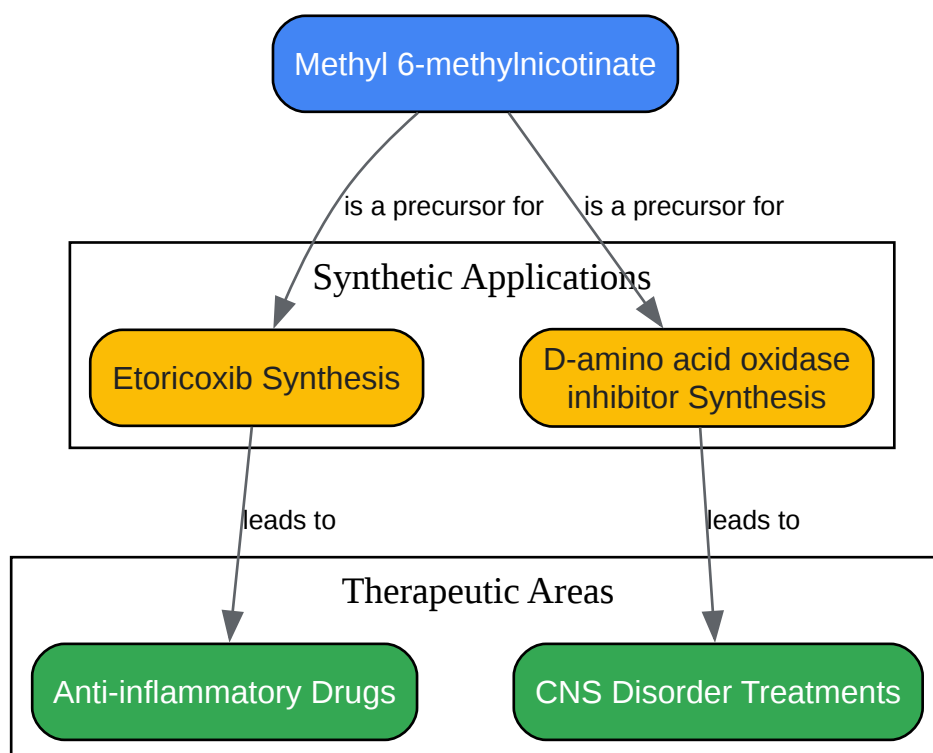 Methyl 6-methylnicotinate
is a precursor for
is a precursor for
Synthetic Applications
Etoricoxib Synthesis
D-amino acid oxidase
inhibitor Synthesis
leads to
leads to
Therapeutic Areas
Anti-inflammatory Drugs
CNS Disorder Treatments